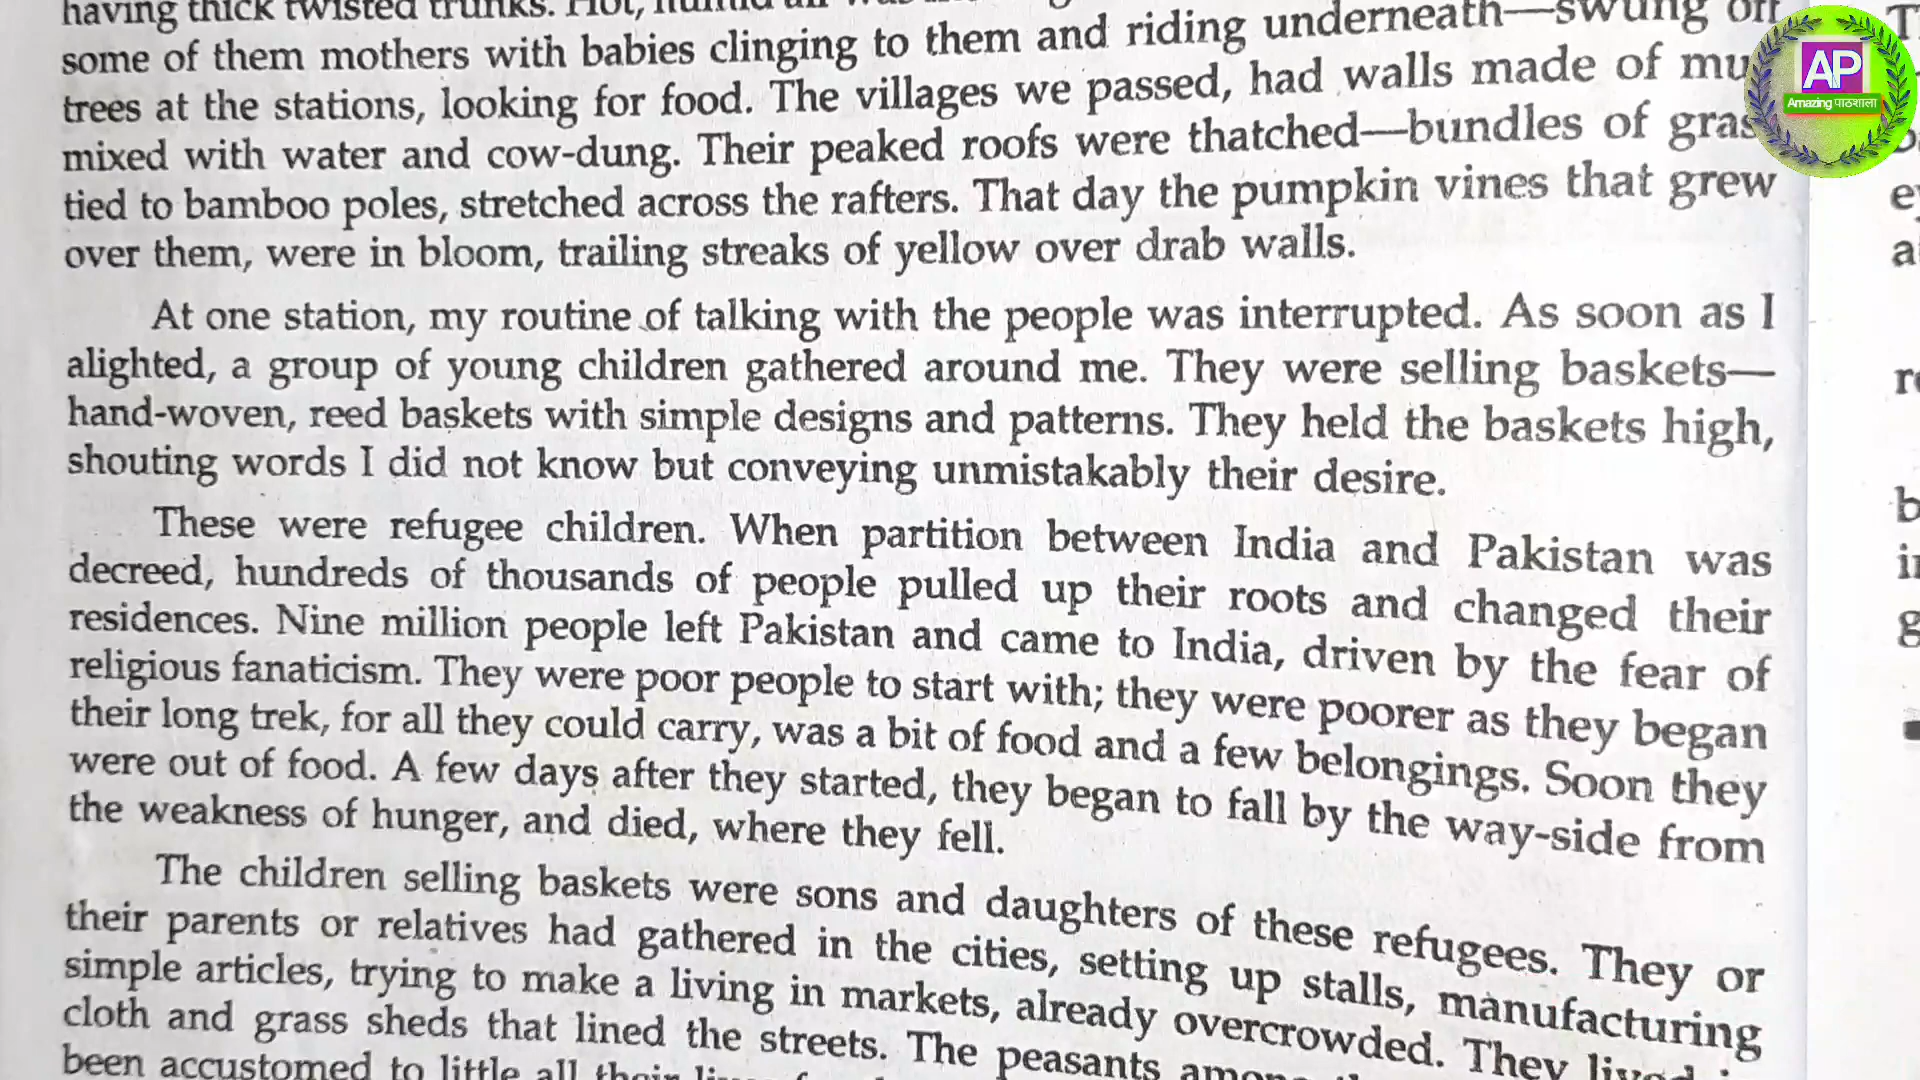 having thick twisted trunks. Hot, humid air
some of them mothers with babies clinging to them and riding underneath—swung off
trees at the stations, looking for food. The villages we passed, had walls made of
mixed with water and cow-dung. Their peaked roofs were thatched—bundles of
tied to bamboo poles, stretched across the rafters. That day the pumpkin vines that grew
over them, were in bloom, trailing streaks of yellow over drab walls.
At one station, my routine of talking with the people was interrupted. As soon as I
alighted, a group of young children gathered around me. They were selling baskets—
hand-woven, reed baskets with simple designs and patterns. They held the baskets high,
shouting words I did not know but conveying unmistakably their desire.
These were refugee children. When partition between India and Pakistan was
decreed, hundreds of thousands of people pulled up their roots and changed their
residences. Nine million people left Pakistan and came to India, driven by the fear of
religious fanaticism. They were poor people to start with; they were poorer as they began
their long trek, for all they could carry, was a bit of food and a few belongings. Soon they
were out of food. A few days after they started, they began to fall by the way-side from
the weakness of hunger, and died, where they fell.
The children selling baskets were sons and daughters of these refugees. They or
their parents or relatives had gathered in the cities, setting up stalls, manufacturing
simple articles, trying to make a living in markets, already overcrowded. They lived
cloth and grass sheds that lined the streets. The peasants
been accustomed to little all their
AP
Amazing पाठशाला